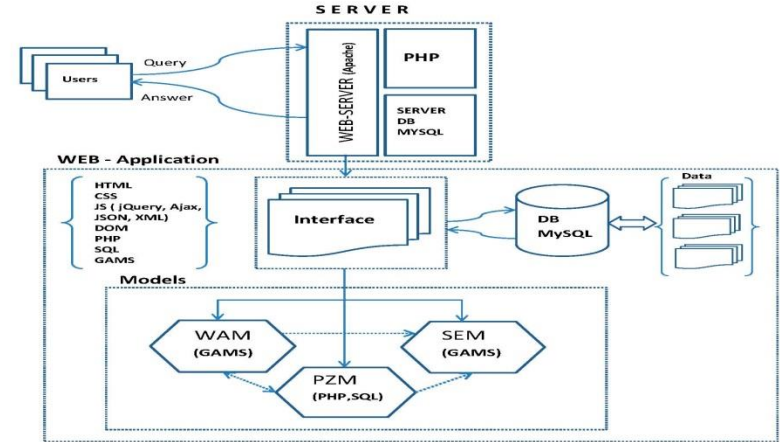 SERVER
Query
Users
Answer
WEB-SERVER (Apache)
PHP
SERVER
DB
MYSQL
WEB - Application
HTML
CSS
JS ( jQuery, Ajax,
JSON, XML)
DOM
PHP
SQL
GAMS
Interface
DB
MySQL
Data
Models
WAM
(GAMS)
SEM
(GAMS)
PZM
(PHP,SQL)